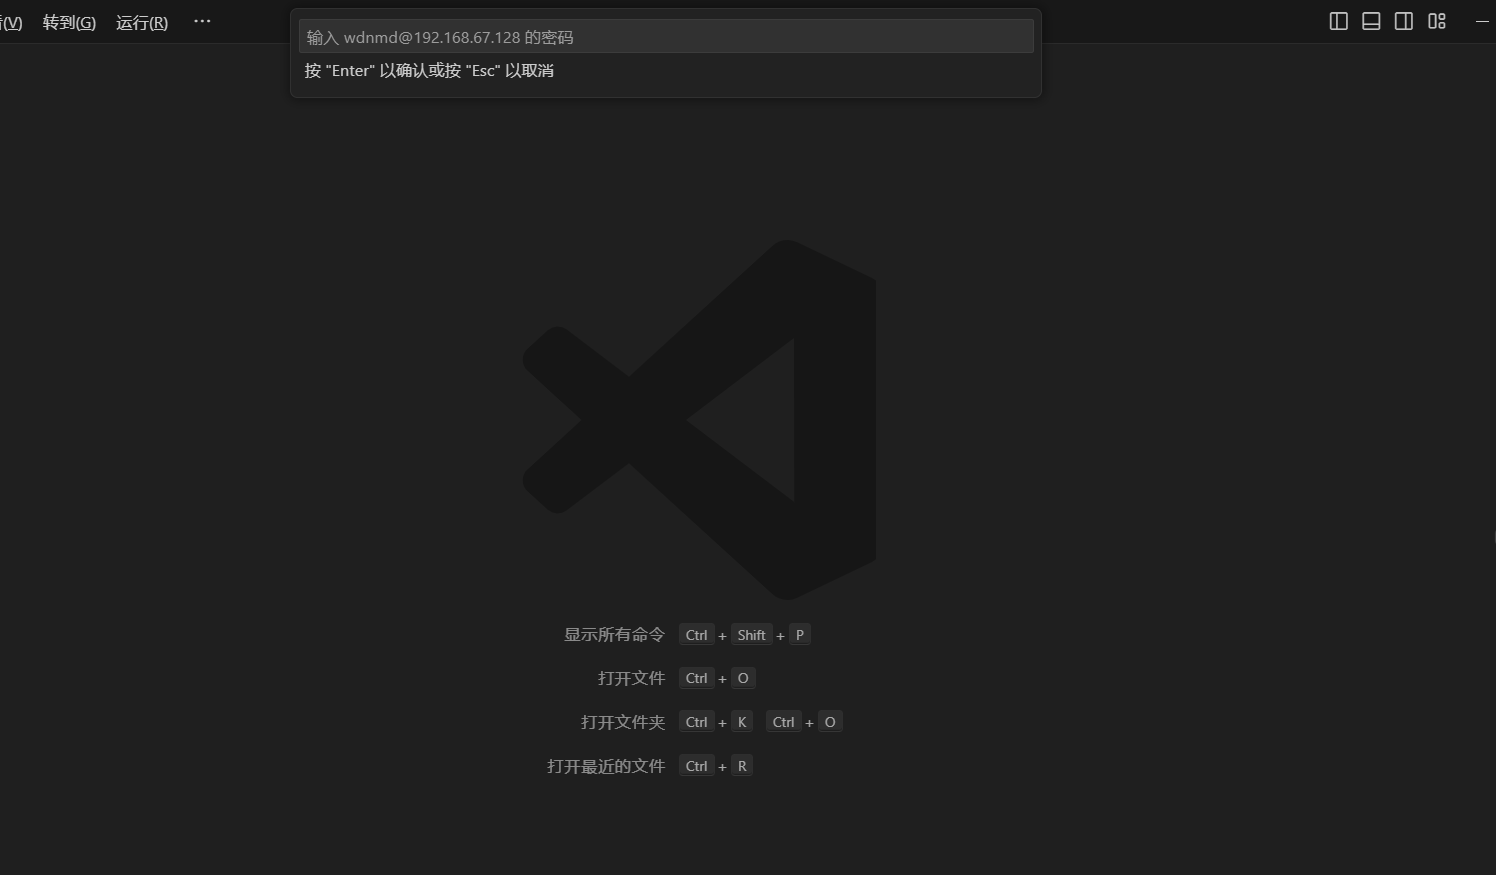 (V) 转到(G) 运行(R) ···
输入 wdnmd@192.168.67.128 的密码
按 "Enter" 以确认或按 "Esc" 以取消
显示所有命令 Ctrl + Shift + P
打开文件 Ctrl + O
打开文件夹 Ctrl + K Ctrl + O
打开最近的文件 Ctrl + R